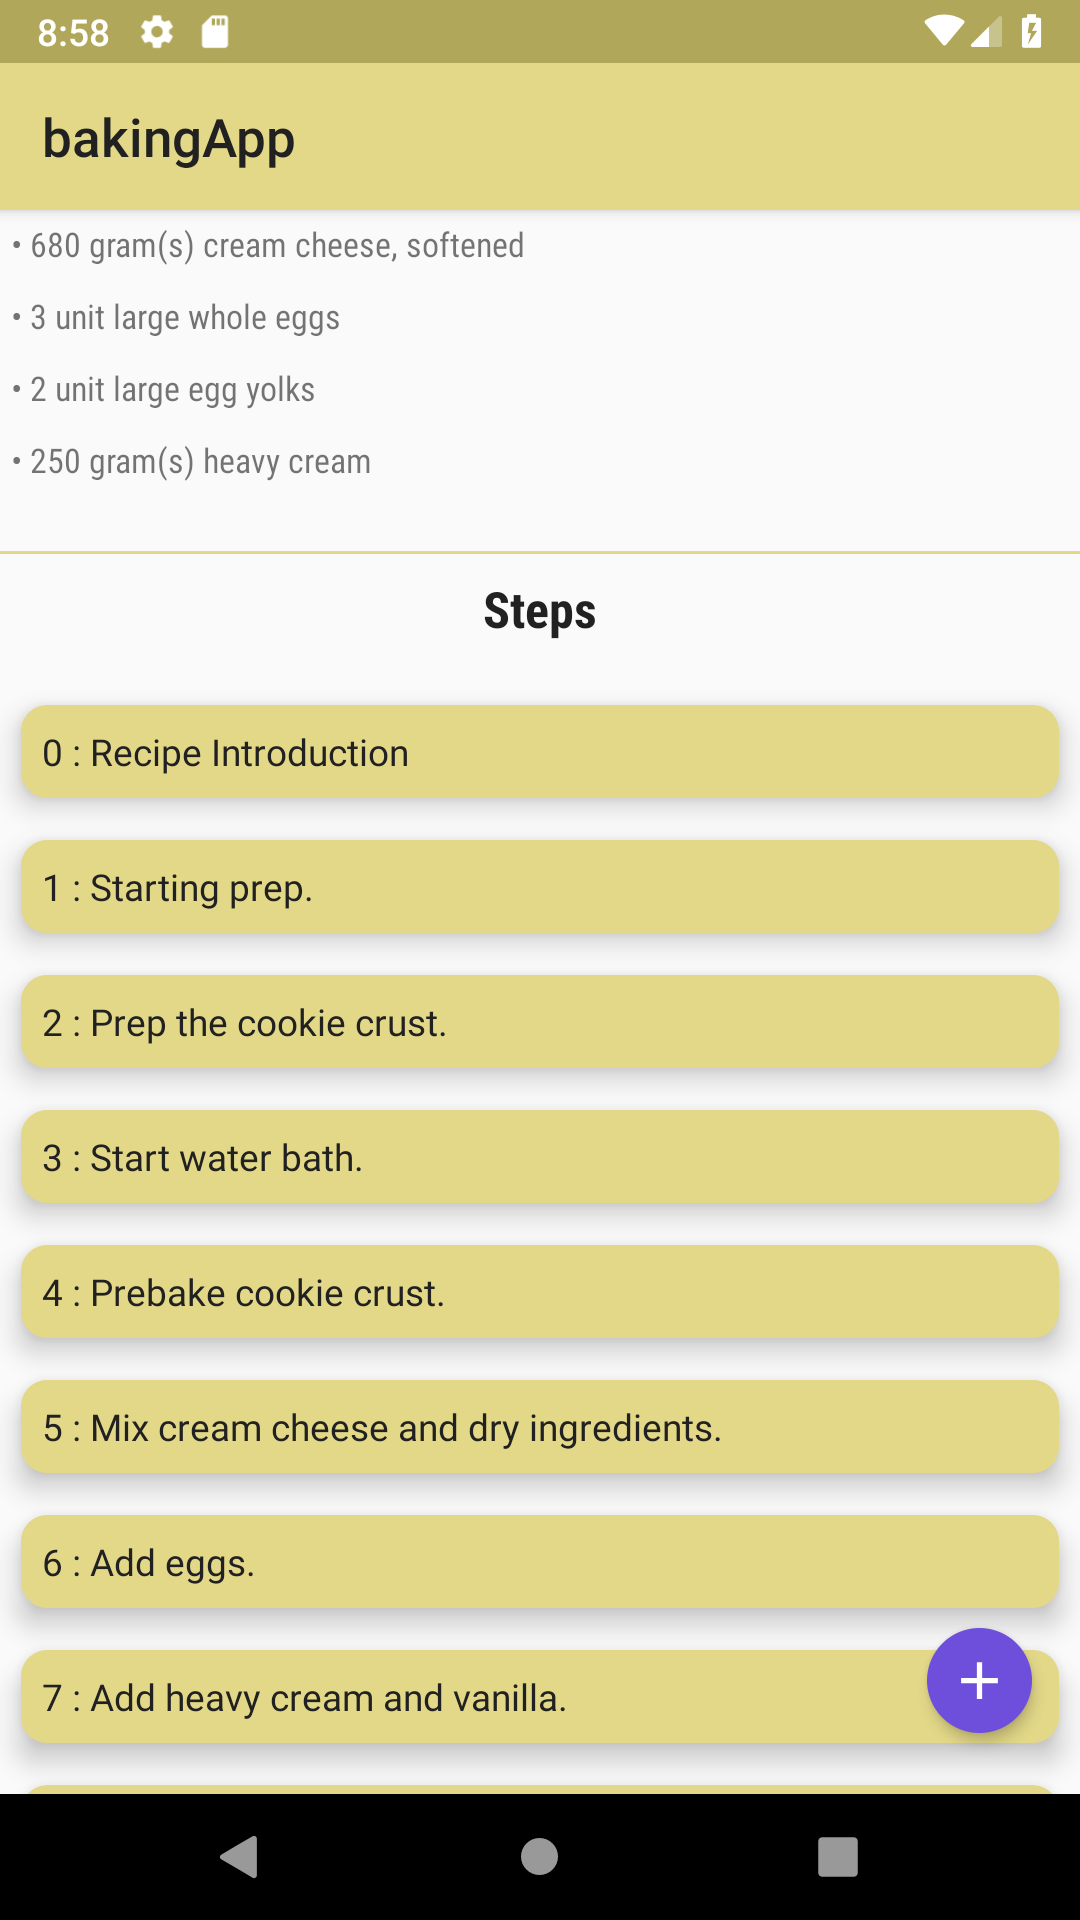 8:58
bakingApp
• 680 gram(s) cream cheese, softened
• 3 unit large whole eggs
• 2 unit large egg yolks
• 250 gram(s) heavy cream
Steps
0 : Recipe Introduction
1 : Starting prep.
2 : Prep the cookie crust.
3 : Start water bath.
4 : Prebake cookie crust.
5 : Mix cream cheese and dry ingredients.
6 : Add eggs.
7 : Add heavy cream and vanilla.